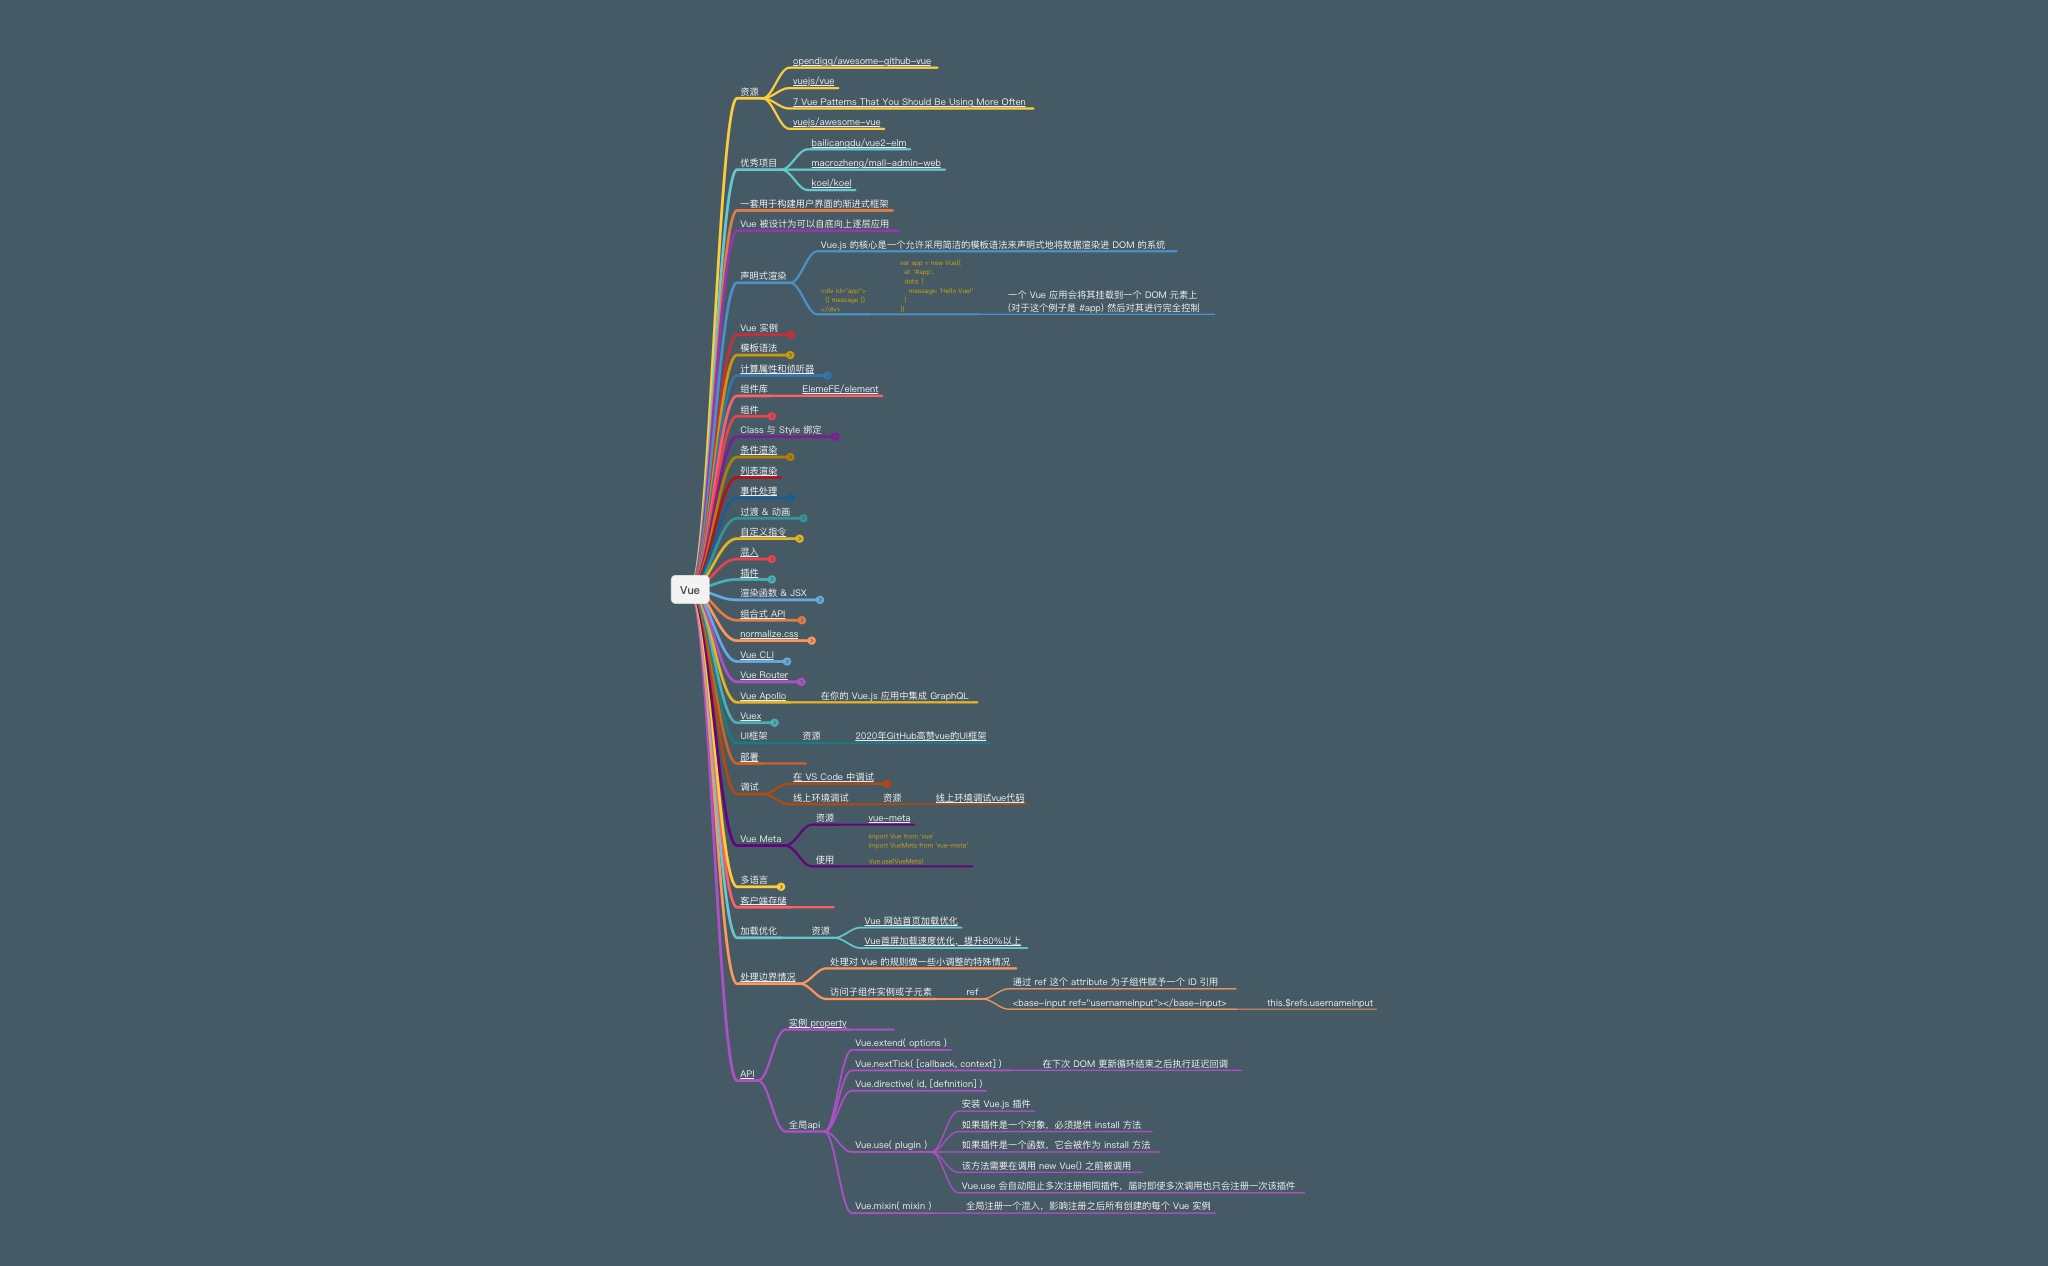 opendigg/awesome-github-vue
vuejs/vue
资源
7 Vue Patterns That You Should Be Using More Often
vuejs/awesome-vue
bailicangdu/vue2-elm
优秀项目
macrozheng/mall-admin-web
koel/koel
一套用于构建用户界面的渐进式框架
Vue 被设计为可以自底向上逐层应用
Vue.js 的核心是一个允许采用简洁的模板语法来声明式地将数据渲染进 DOM 的系统
声明式渲染
<div id="app">
{{ message }}
</div>
var app = new Vue({
el: '#app',
data: {
message: 'Hello Vue!'
}
})
一个 Vue 应用会将其挂载到一个 DOM 元素上
(对于这个例子是 #app) 然后对其进行完全控制
Vue 实例
模板语法
计算属性和侦听器
组件库
ElemeFE/element
组件
Class 与 Style 绑定
条件渲染
列表渲染
事件处理
过渡 & 动画
自定义指令
混入
插件
Vue
渲染函数 & JSX
组合式 API
normalize.css
Vue CLI
Vue Router
Vue Apollo
在你的 Vue.js 应用中集成 GraphQL
Vuex
UI框架
资源
2020年GitHub高赞vue的UI框架
部署
在 VS Code 中调试
调试
线上环境调试
资源
线上环境调试vue代码
资源
vue-meta
Vue Meta
使用
import Vue from 'vue'
import VueMeta from 'vue-meta'
Vue.use(VueMeta)
多语言
客户端存储
加载优化
资源
Vue 网站首页加载优化
Vue首屏加载速度优化，提升80%以上
处理边界情况
处理对 Vue 的规则做一些小调整的特殊情况
访问子组件实例或子元素
ref
通过 ref 这个 attribute 为子组件赋予一个 ID 引用
<base-input ref="usernameInput"></base-input>
this.$refs.usernameInput
实例 property
API
全局api
Vue.extend( options )
Vue.nextTick( [callback, context] )
在下次 DOM 更新循环结束之后执行延迟回调
Vue.directive( id, [definition] )
Vue.use( plugin )
安装 Vue.js 插件
如果插件是一个对象，必须提供 install 方法
如果插件是一个函数，它会被作为 install 方法
该方法需要在调用 new Vue() 之前被调用
Vue.use 会自动阻止多次注册相同插件，届时即使多次调用也只会注册一次该插件
Vue.mixin( mixin )
全局注册一个混入，影响注册之后所有创建的每个 Vue 实例